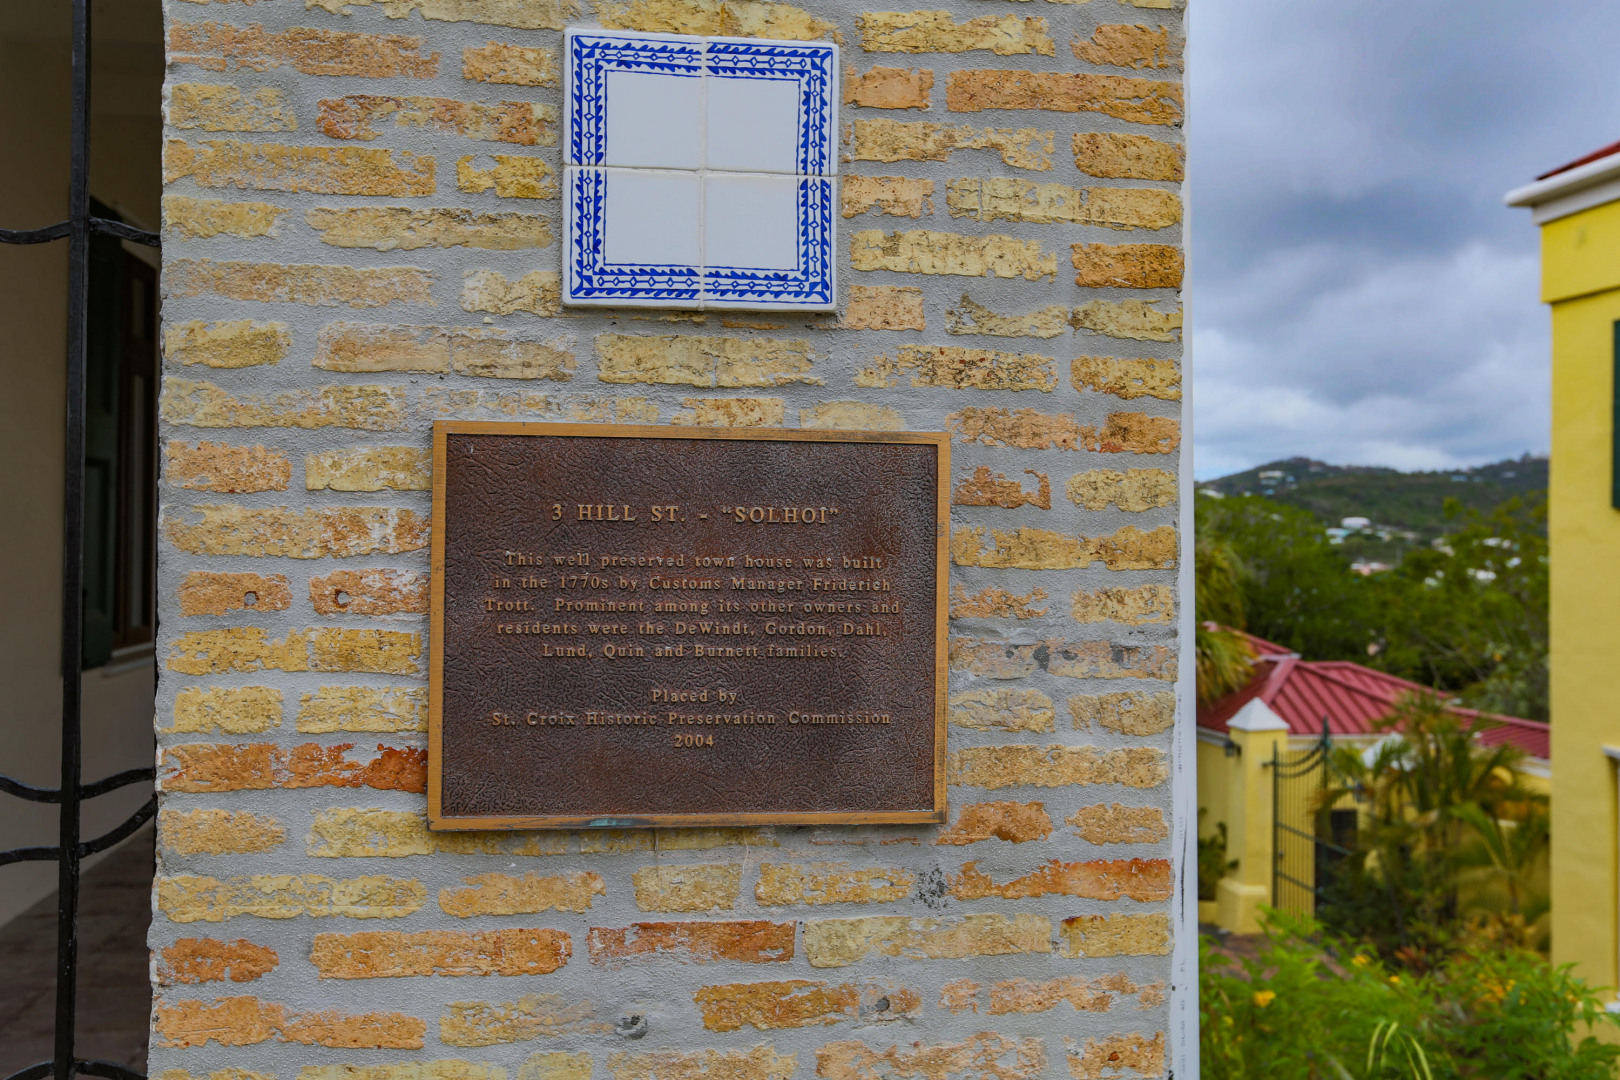 3 HILL ST. - "SOLHOI"
This well preserved town house was built
in the 1770s by Customs Manager Friderich
Trott. Prominent among its other owners and
residents were the DeWindt, Gordon, Dahl,
Lund, Quin and Burnett families.
Placed by
St. Croix Historic Preservation Commission
2004